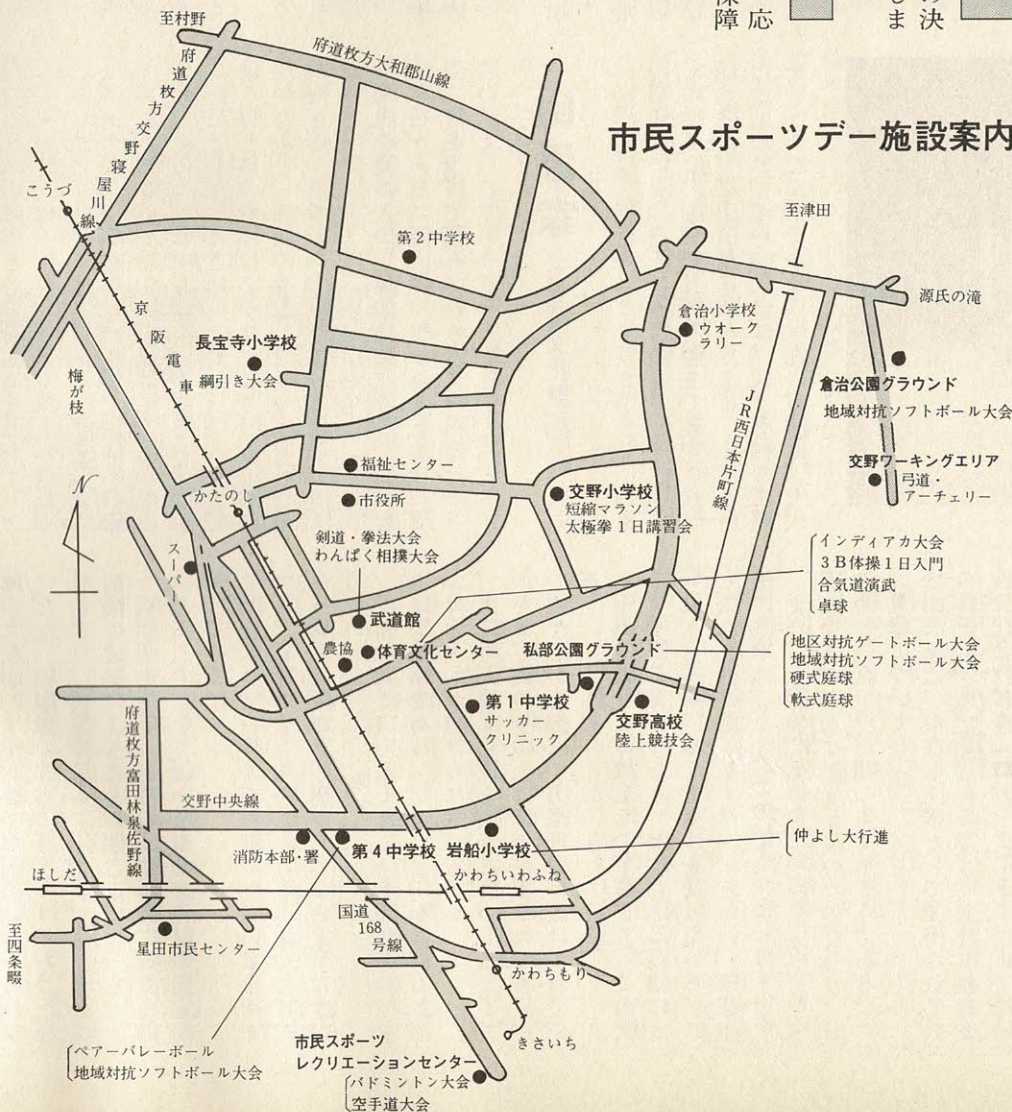 の決
しま
応
保障
市民スポーツデー施設案内
至村野
府道枚方大和郡山線
府道枚方交野寝屋川線
こうづ
第2中学校
至津田
源氏の滝
京阪電車
長宝寺小学校
綱引き大会
倉治小学校
ウオーク
ラリー
梅が枝
倉治公園グラウンド
地域対抗ソフトボール大会
JR西日本片町線
福祉センター
交野ワーキングエリア
弓道・
アーチェリー
かたのし
市役所
交野小学校
短縮マラソン
太極拳1日講習会
N
スーパー
剣道・拳法大会
わんぱく相撲大会
インディアカ大会
3B体操1日入門
合気道演武
卓球
武道館
農協
体育文化センター
私部公園グラウンド
地区対抗ゲートボール大会
地域対抗ソフトボール大会
硬式庭球
軟式庭球
第1中学校
サッカー
クリニック
交野高校
陸上競技会
府道枚方富田林泉佐野線
交野中央線
消防本部・署
第4中学校
岩船小学校
仲よし大行進
ほしだ
かわちいわふね
国道
168
号線
星田市民センター
至四条畷
かわちもり
きさいち
ペアーバレーボール
地域対抗ソフトボール大会
市民スポーツ
レクリエーションセンター
バドミントン大会
空手道大会